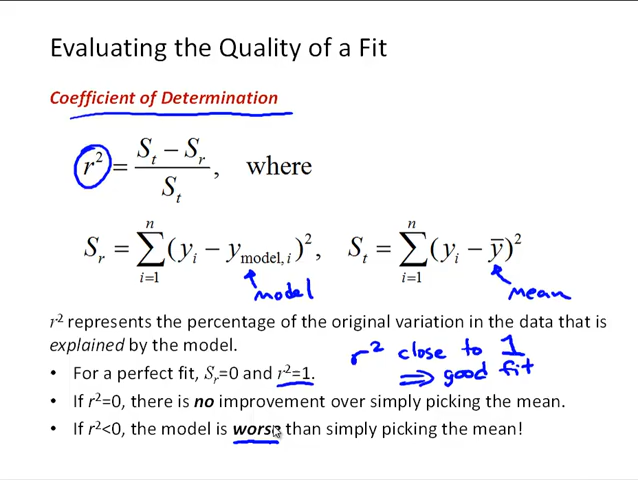 Evaluating the Quality of a Fit
Coefficient of Determination
r² = (S_t − S_r) / S_t , where
S_r = ∑_{i=1}^{n} (y_i − y_{model,i})², S_t = ∑_{i=1}^{n} (y_i − ȳ)²
model mean
r² represents the percentage of the original variation in the data that is
explained by the model.
r² close to 1
⇒ good fit
• For a perfect fit, S_r=0 and r²=1.
• If r²=0, there is no improvement over simply picking the mean.
• If r²<0, the model is worse than simply picking the mean!